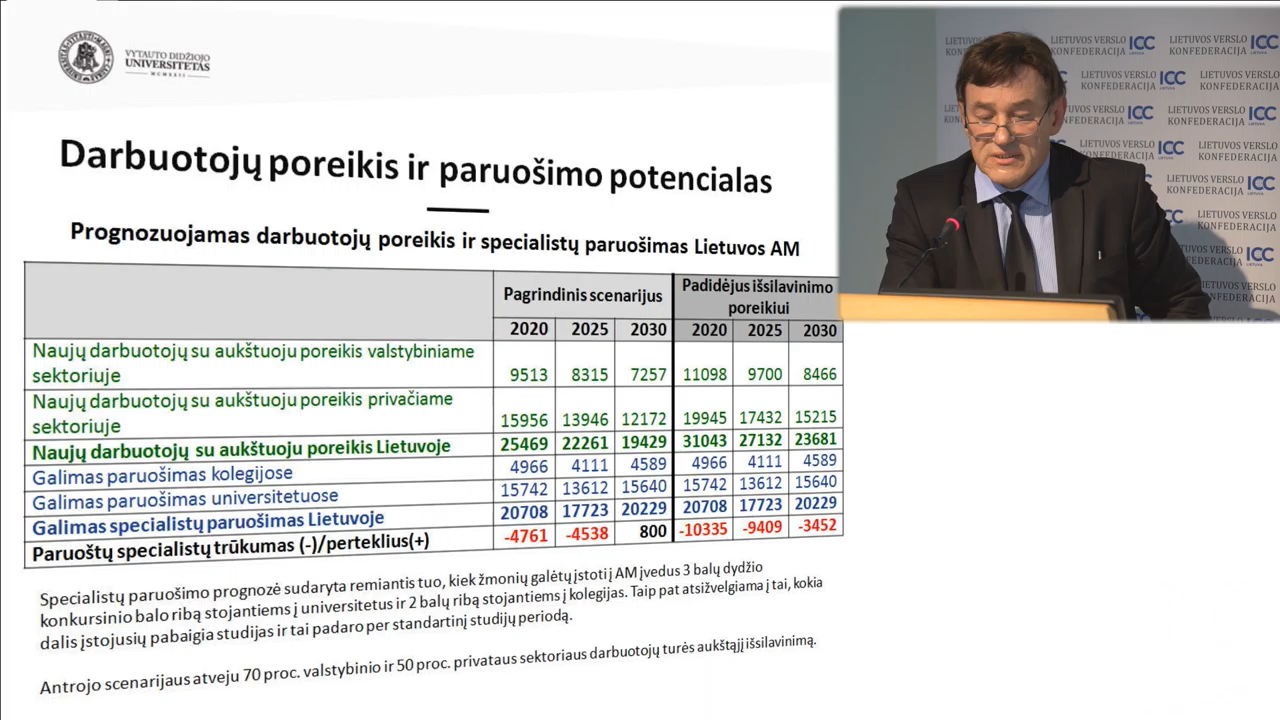 VYTAUTO DIDŽIOJO
UNIVERSITETAS
MCMXXII
Darbuotojų poreikis ir paruošimo potencialas
Prognozuojamas darbuotojų poreikis ir specialistų paruošimas Lietuvos AM
Pagrindinis scenarijus
Padidėjus išsilavinimo
poreikiui
2020 2025 2030 2020 2025 2030
Naujų darbuotojų su aukštuoju poreikis valstybiniame
sektoriuje 9513 8315 7257 11098 9700 8466
Naujų darbuotojų su aukštuoju poreikis privačiame
sektoriuje 15956 13946 12172 19945 17432 15215
Naujų darbuotojų su aukštuoju poreikis Lietuvoje 25469 22261 19429 31043 27132 23681
Galimas paruošimas kolegijose 4966 4111 4589 4966 4111 4589
Galimas paruošimas universitetuose 15742 13612 15640 15742 13612 15640
Galimas specialistų paruošimas Lietuvoje 20708 17723 20229 20708 17723 20229
Paruoštų specialistų trūkumas (-)/perteklius(+) -4761 -4538 800 -10335 -9409 -3452
Specialistų paruošimo prognozė sudaryta remiantis tuo, kiek žmonių galėtų įstoti į AM įvedus 3 balų dydžio
konkursinio balo ribą stojantiems į universitetus ir 2 balų ribą stojantiems į kolegijas. Taip pat atsižvelgiama į tai, kokia
dalis įstojusių pabaigia studijas ir tai padaro per standartinį studijų periodą.
Antrojo scenarijaus atveju 70 proc. valstybinio ir 50 proc. privataus sektoriaus darbuotojų turės aukštąjį išsilavinimą.
LIETUVOS VERSLO
KONFEDERACIJA
ICC
LIETUVA